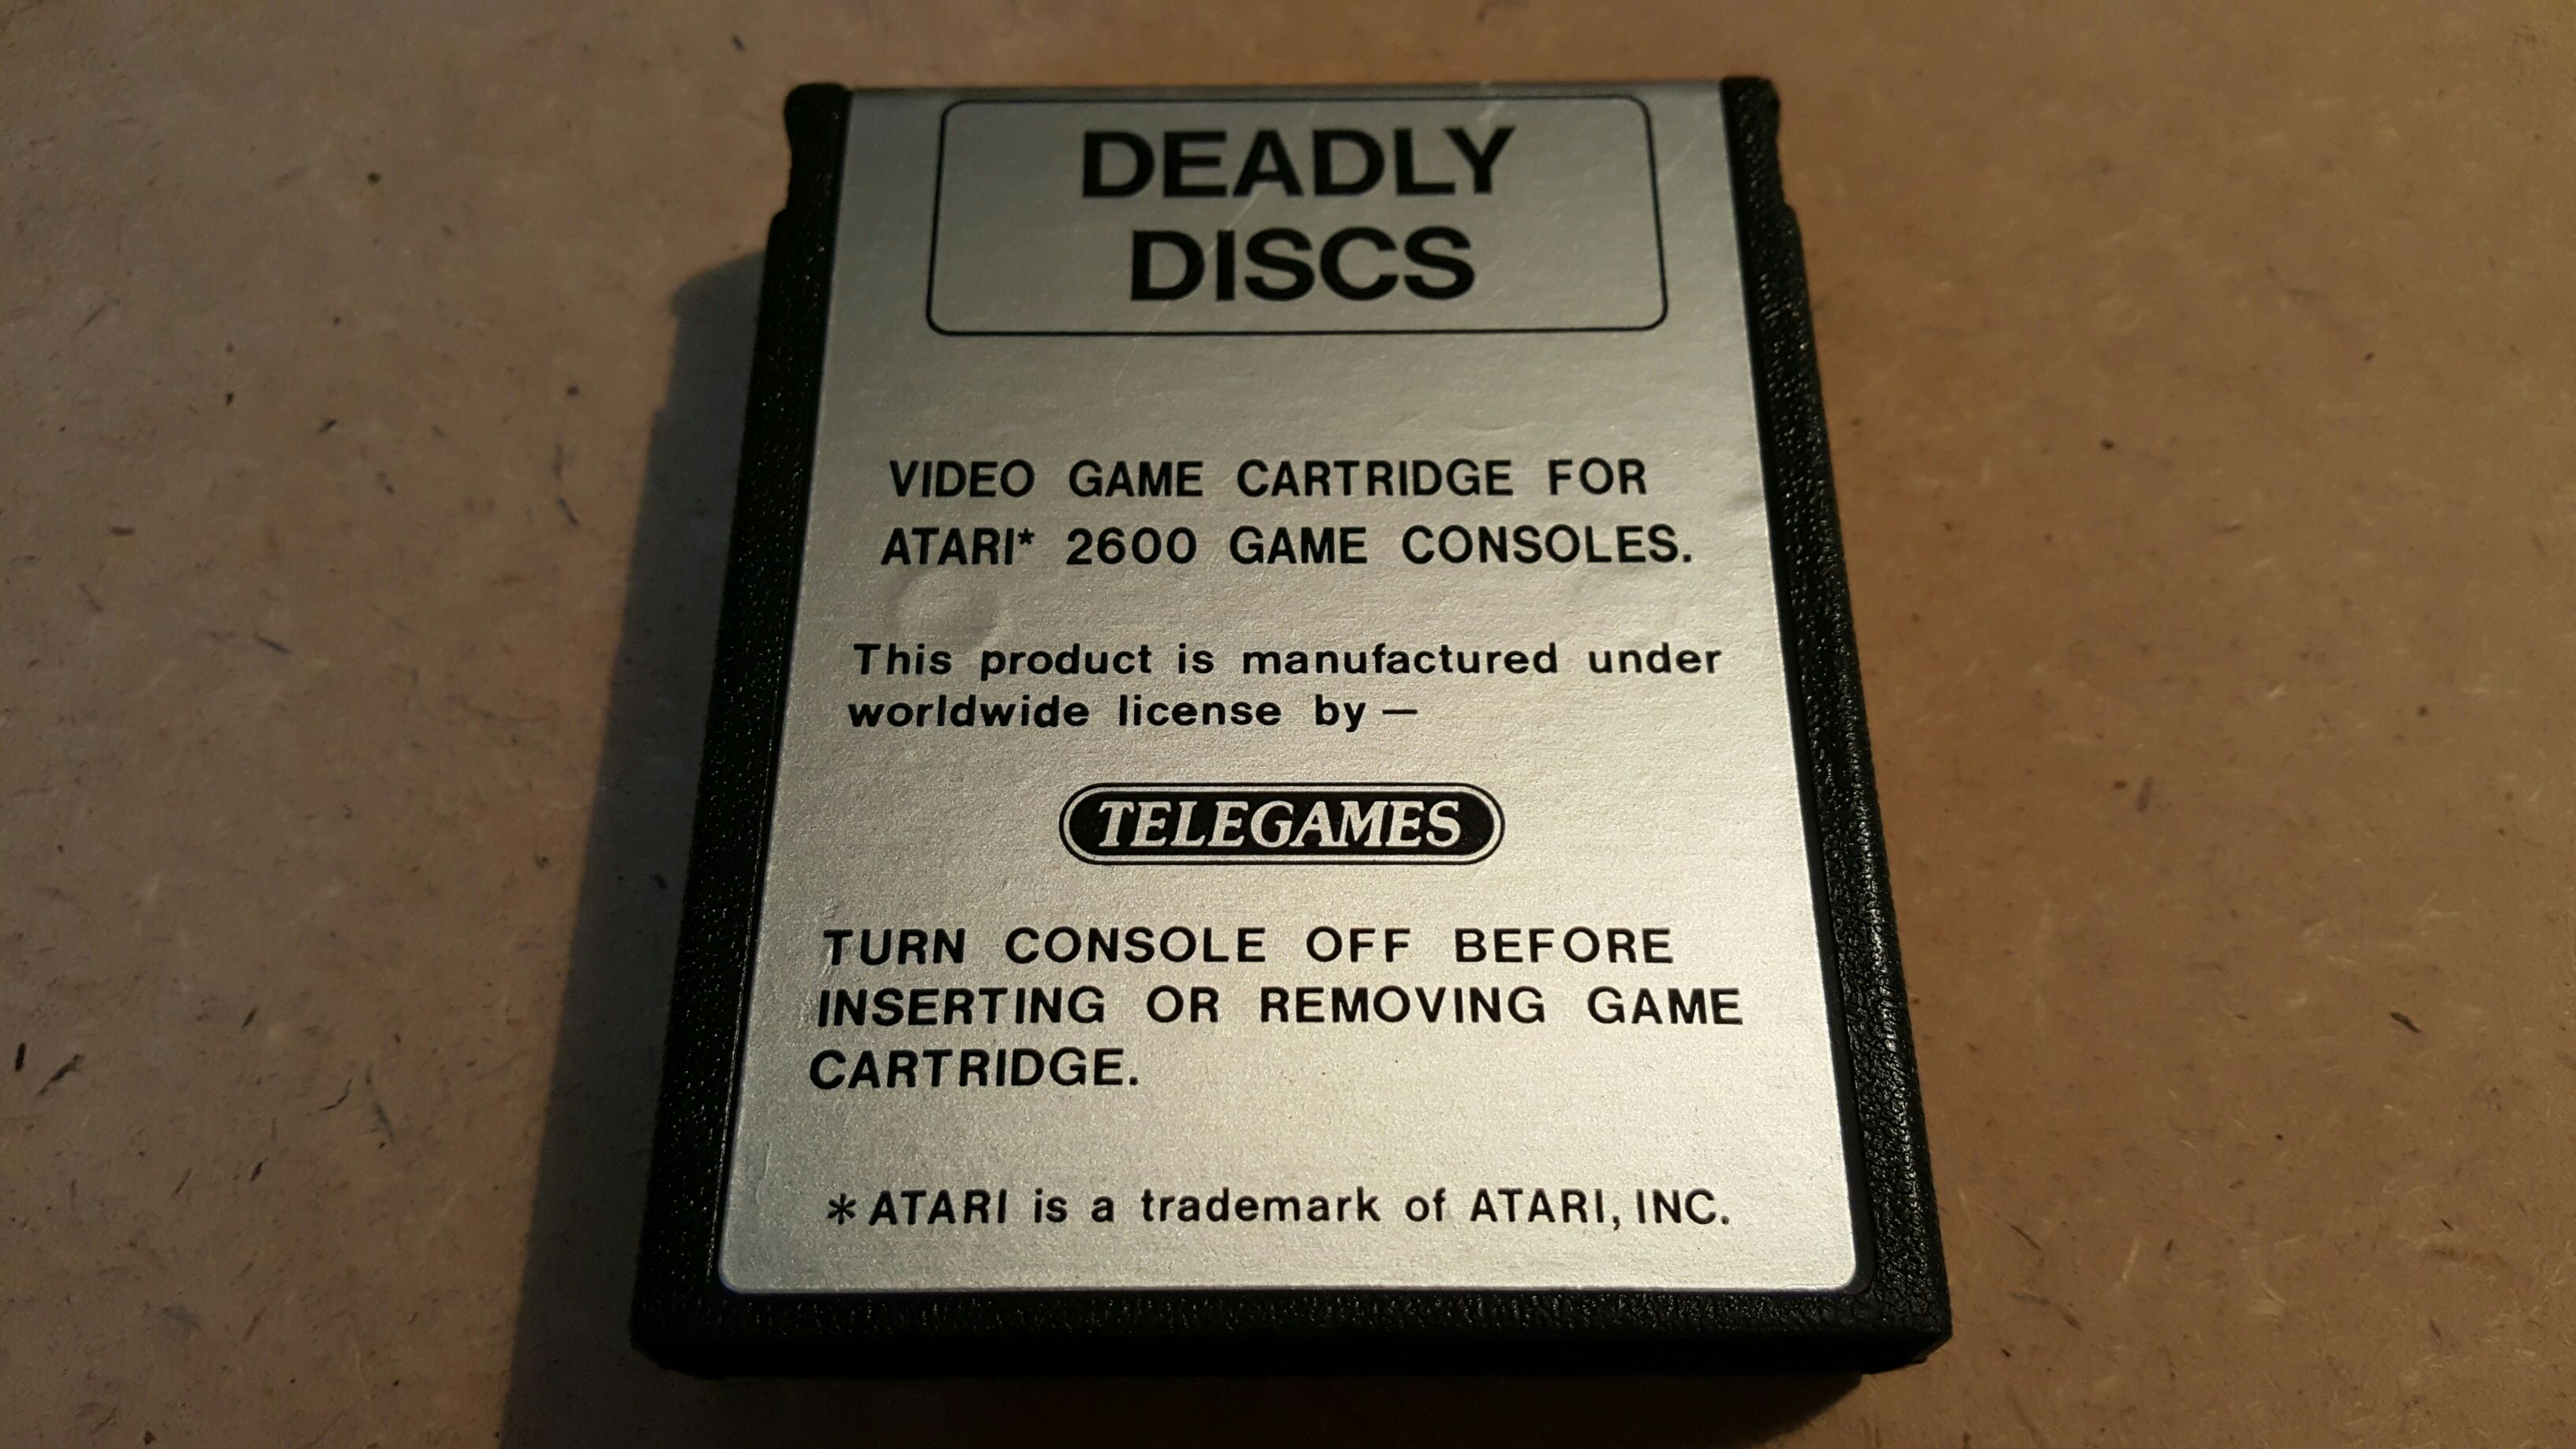 DEADLY
DISCS
VIDEO GAME CARTRIDGE FOR
ATARI* 2600 GAME CONSOLES.
This product is manufactured under
worldwide license by —
TELEGAMES
TURN CONSOLE OFF BEFORE
INSERTING OR REMOVING GAME
CARTRIDGE.
* ATARI is a trademark of ATARI, INC.